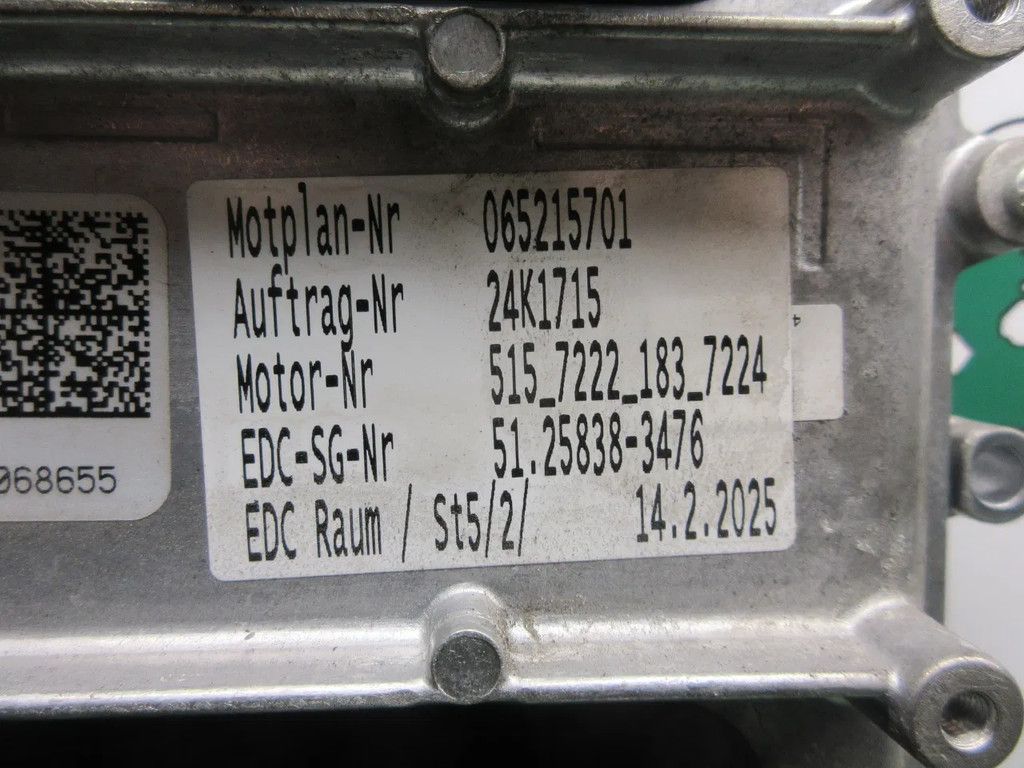 Motplan-Nr 065215701
Auftrag-Nr 24K1715
Motor-Nr 515_7222_183_7224
EDC-SG-Nr 51.25838-3476
EDC Raum / St5/2/ 14.2.2025
068655
4